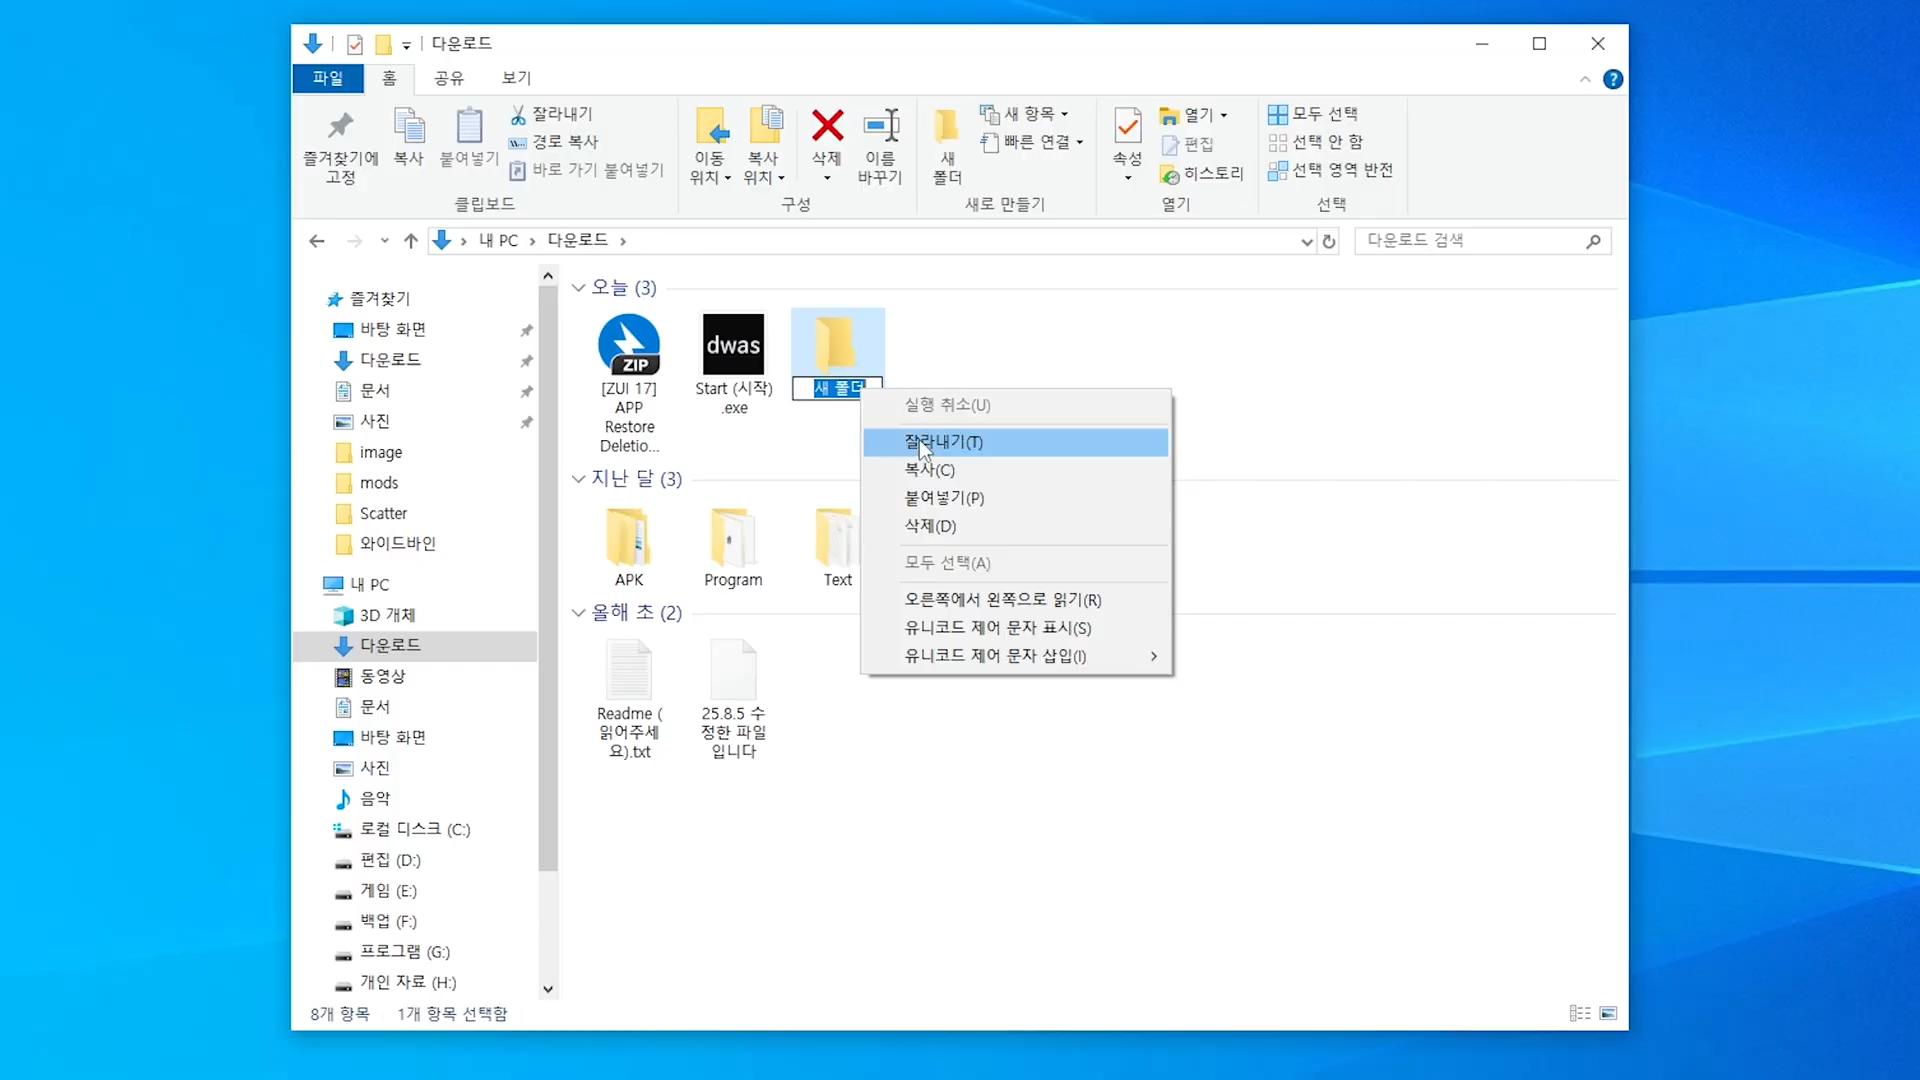 다운로드
파일 홈 공유 보기
즐겨찾기에 고정
복사
붙여넣기
잘라내기
경로 복사
바로 가기 붙여넣기
클립보드
이동 위치
복사 위치
삭제
이름 바꾸기
구성
새 폴더
새 항목
빠른 연결
새로 만들기
속성
열기
편집
히스토리
열기
모두 선택
선택 안 함
선택 영역 반전
선택
내 PC › 다운로드 ›
다운로드 검색
즐겨찾기
바탕 화면
다운로드
문서
사진
image
mods
Scatter
와이드바인
내 PC
3D 개체
다운로드
동영상
문서
바탕 화면
사진
음악
로컬 디스크 (C:)
편집 (D:)
게임 (E:)
백업 (F:)
프로그램 (G:)
개인 자료 (H:)
오늘 (3)
ZIP
[ZUI 17]
APP
Restore
Deletio...
dwas
Start (시작)
.exe
새 폴더
지난 달 (3)
APK
Program
Text
올해 초 (2)
Readme (
읽어주세
요).txt
25.8.5 수
정한 파일
입니다
실행 취소(U)
잘라내기(T)
복사(C)
붙여넣기(P)
삭제(D)
모두 선택(A)
오른쪽에서 왼쪽으로 읽기(R)
유니코드 제어 문자 표시(S)
유니코드 제어 문자 삽입(I)
8개 항목 1개 항목 선택함